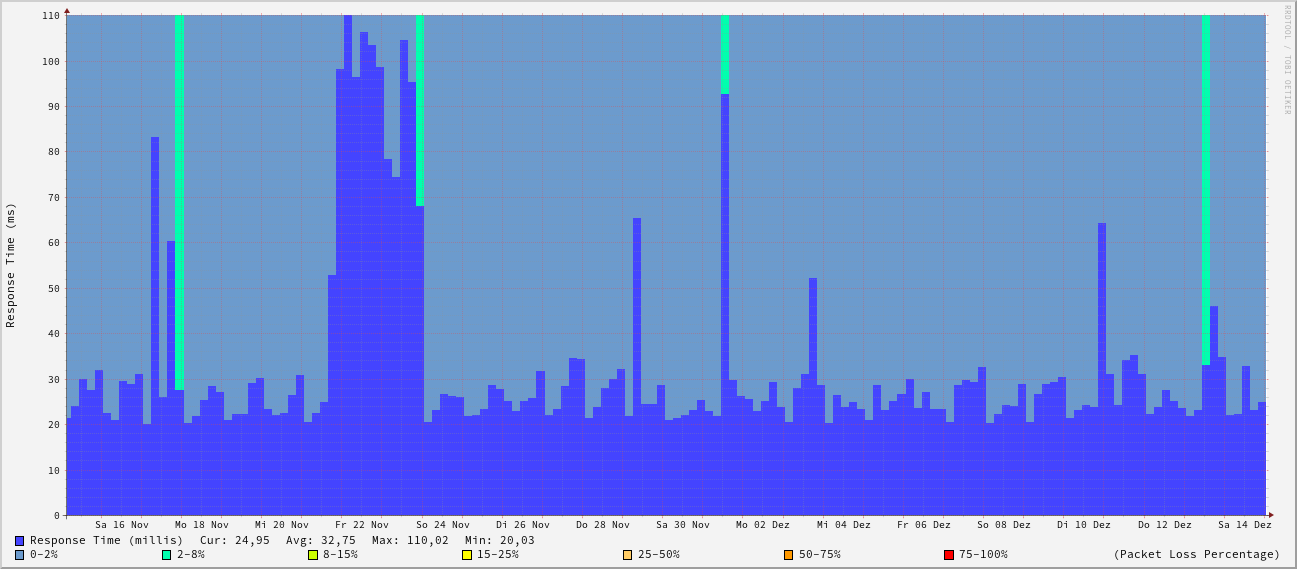 RRDTOOL / TOBI OETIKER
Response Time (ms)
110
100
90
80
70
60
50
40
30
20
10
0
Sa 16 Nov Mo 18 Nov Mi 20 Nov Fr 22 Nov So 24 Nov Di 26 Nov Do 28 Nov Sa 30 Nov Mo 02 Dez Mi 04 Dez Fr 06 Dez So 08 Dez Di 10 Dez Do 12 Dez Sa 14 Dez
Response Time (millis) Cur: 24,95 Avg: 32,75 Max: 110,02 Min: 20,03
0-2% 2-8% 8-15% 15-25% 25-50% 50-75% 75-100% (Packet Loss Percentage)